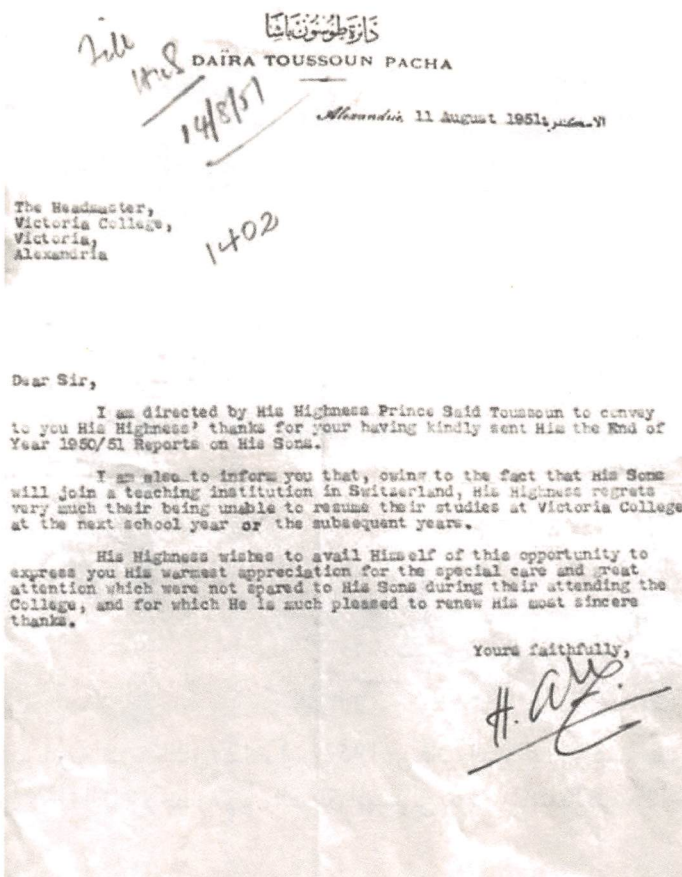 دائرة طوسون باشا
DAÏRA TOUSSOUN PACHA
File
14/8/51
Alexandrie, 11 August 1951 الاسكندرية
The Headmaster,
Victoria College,
Victoria,
Alexandria
1402
Dear Sir,
I am directed by His Highness Prince Said Toussoun to convey
to you His Highness' thanks for your having kindly sent Him the End of
Year 1950/51 Reports on His Sons.
I am also to inform you that, owing to the fact that His Sons
will join a teaching institution in Switzerland, His Highness regrets
very much their being unable to resume their studies at Victoria College
at the next school year or the subsequent years.
His Highness wishes to avail Himself of this opportunity to
express you His warmest appreciation for the special care and great
attention which were not spared to His Sons during their attending the
College, and for which He is much pleased to renew His most sincere
thanks.
Yours faithfully,